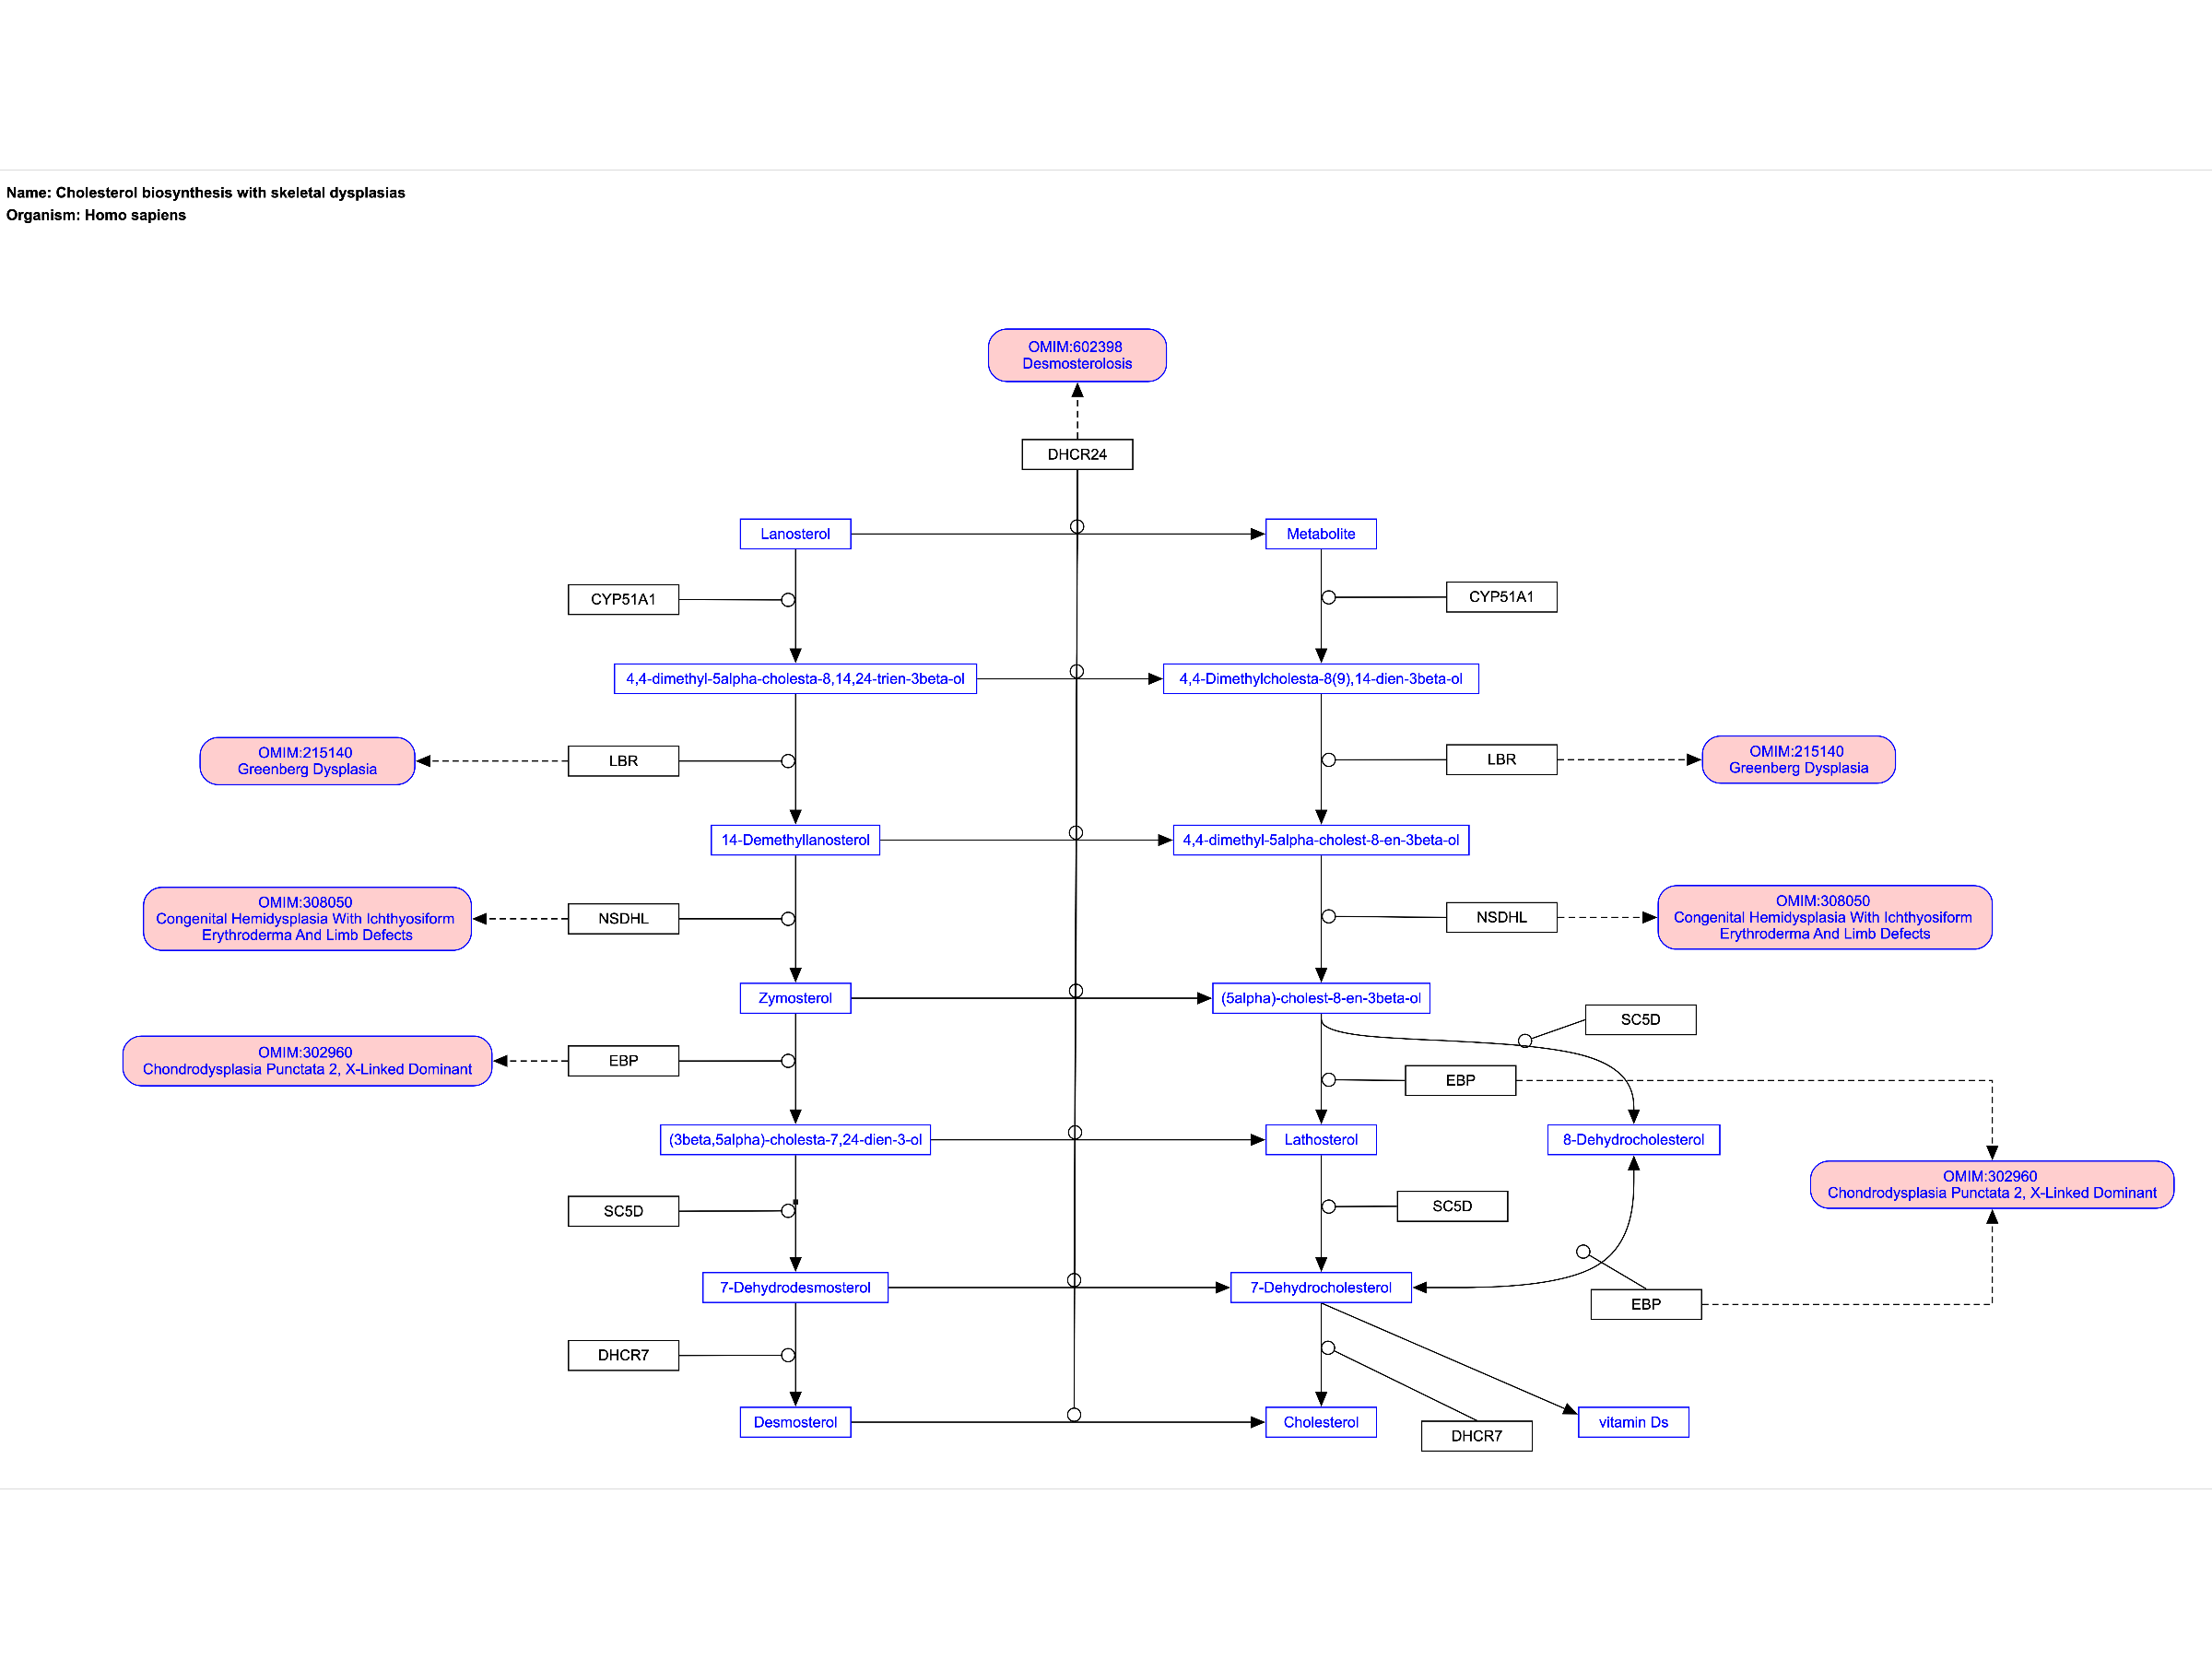 Name: Cholesterol biosynthesis with skeletal dysplasias
Organism: Homo sapiens
OMIM:602398
Desmosterolosis
DHCR24
Lanosterol
Metabolite
CYP51A1
CYP51A1
4,4-dimethyl-5alpha-cholesta-8,14,24-trien-3beta-ol
4,4-Dimethylcholesta-8(9),14-dien-3beta-ol
OMIM:215140
Greenberg Dysplasia
LBR
LBR
OMIM:215140
Greenberg Dysplasia
14-Demethyllanosterol
4,4-dimethyl-5alpha-cholest-8-en-3beta-ol
OMIM:308050
Congenital Hemidysplasia With Ichthyosiform
Erythroderma And Limb Defects
NSDHL
NSDHL
OMIM:308050
Congenital Hemidysplasia With Ichthyosiform
Erythroderma And Limb Defects
Zymosterol
(5alpha)-cholest-8-en-3beta-ol
SC5D
OMIM:302960
Chondrodysplasia Punctata 2, X-Linked Dominant
EBP
EBP
(3beta,5alpha)-cholesta-7,24-dien-3-ol
Lathosterol
8-Dehydrocholesterol
OMIM:302960
Chondrodysplasia Punctata 2, X-Linked Dominant
SC5D
SC5D
7-Dehydrodesmosterol
7-Dehydrocholesterol
EBP
DHCR7
Desmosterol
Cholesterol
vitamin Ds
DHCR7